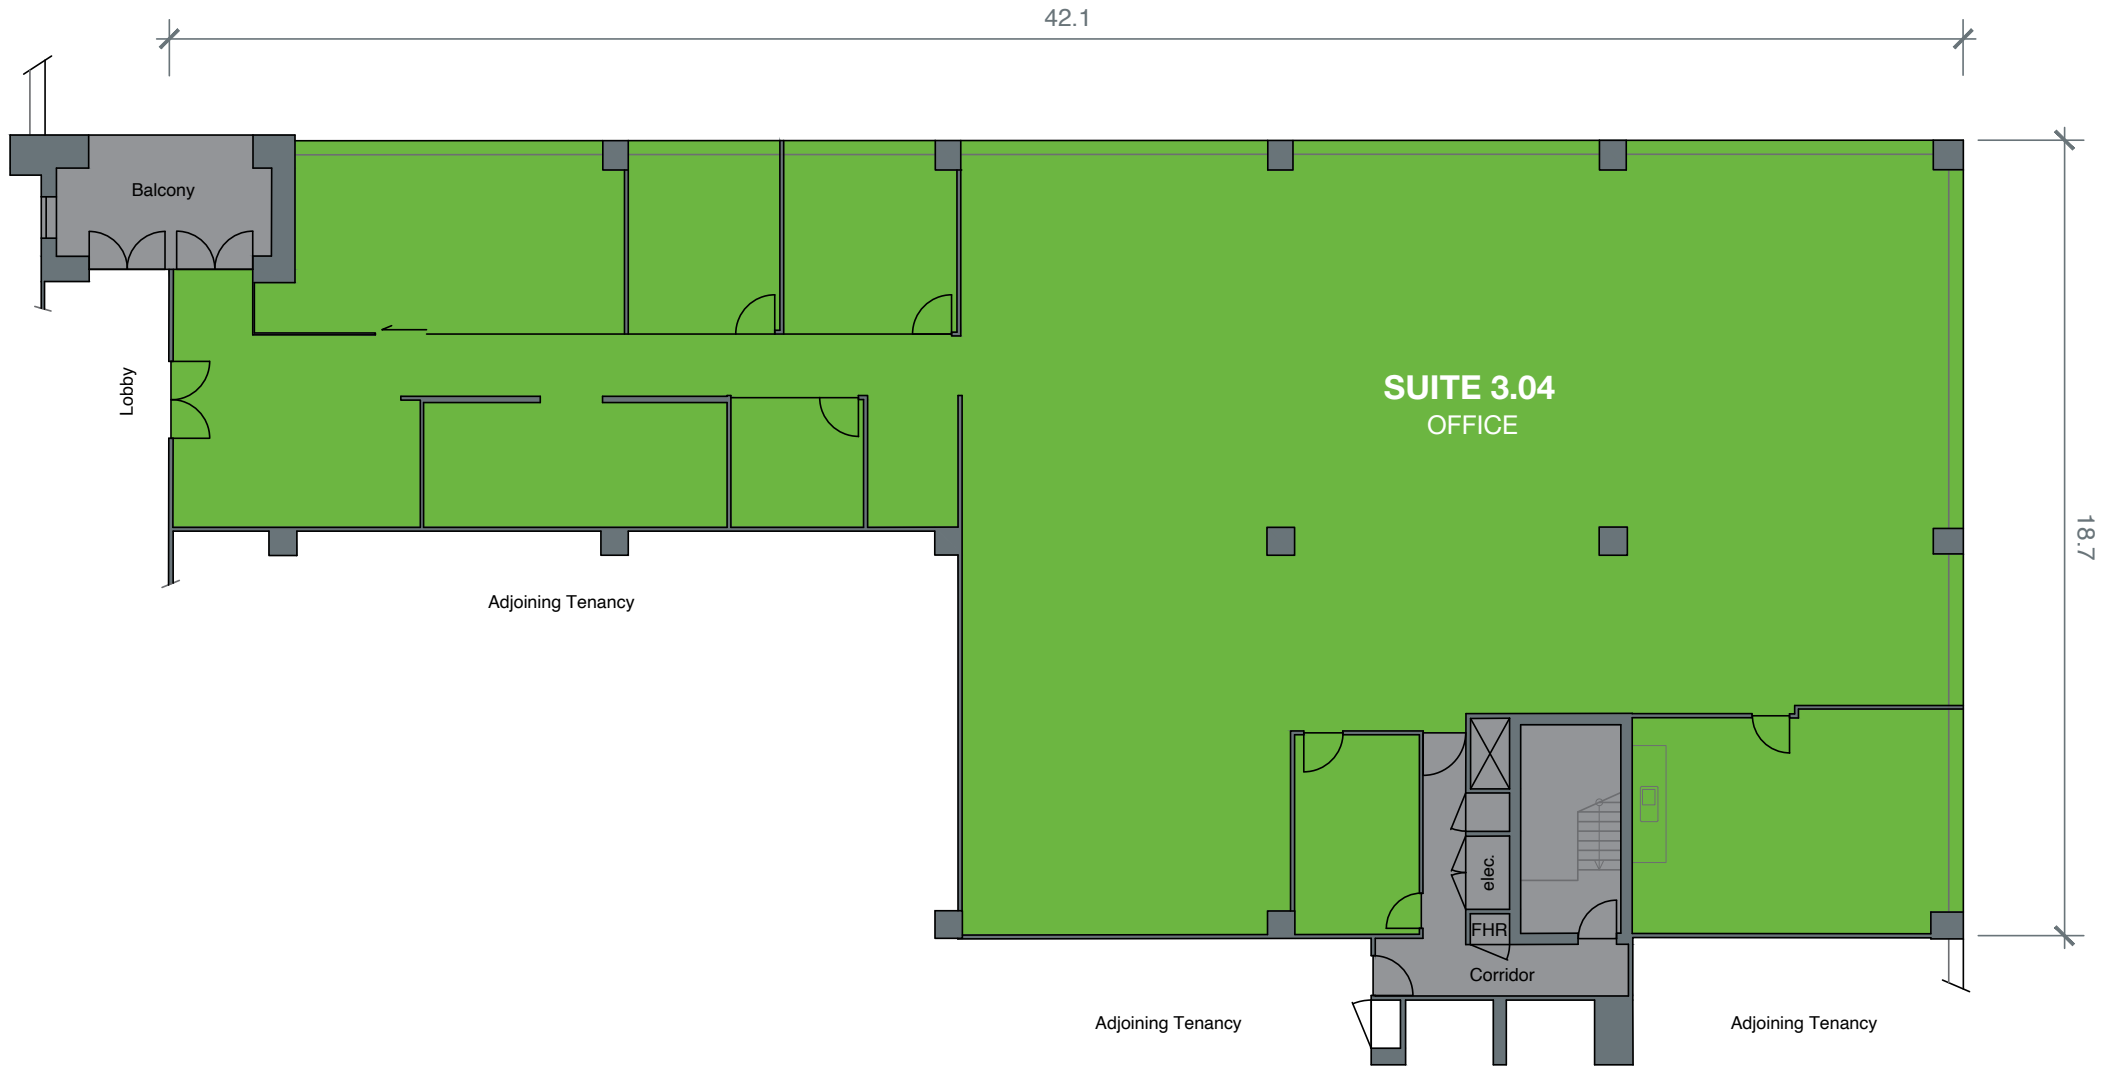 42.1
Balcony
Lobby
SUITE 3.04
OFFICE
18.7
Adjoining Tenancy
elec.
FHR
Corridor
Adjoining Tenancy
Adjoining Tenancy